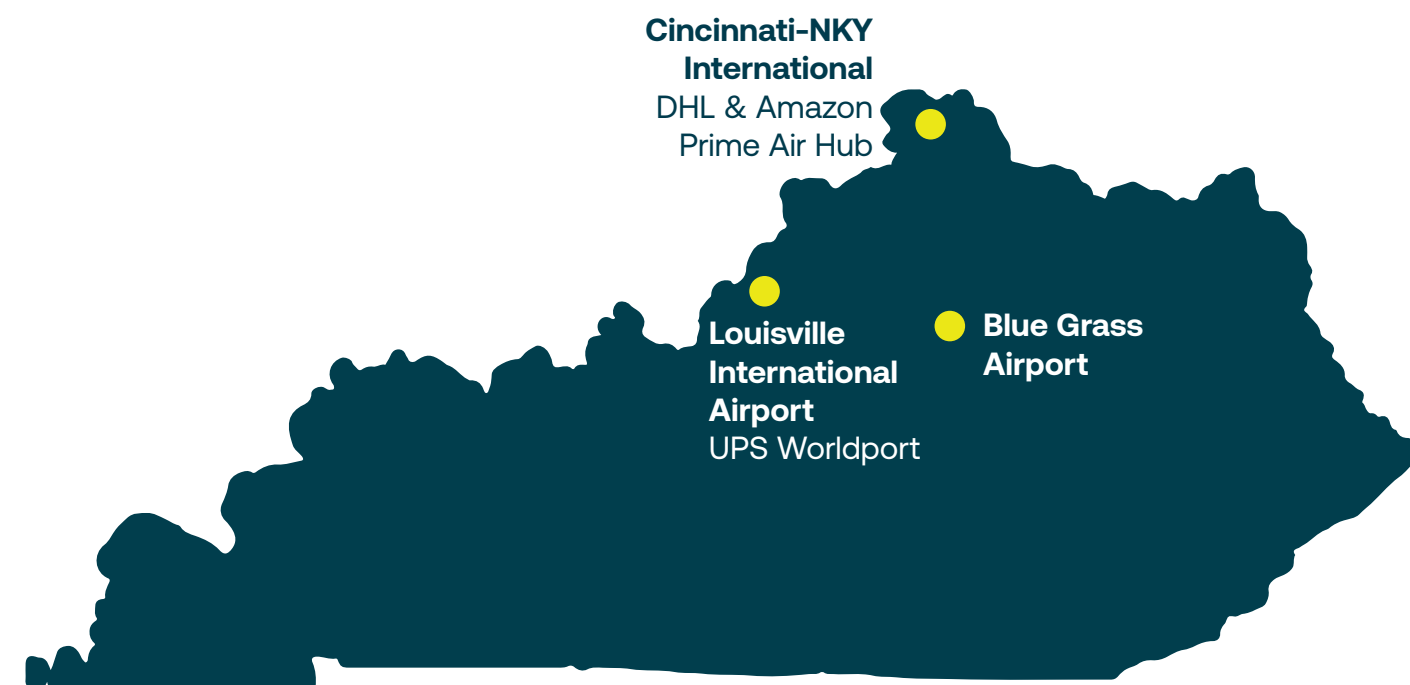 Cincinnati-NKY
International
DHL & Amazon
Prime Air Hub
Louisville
International
Airport
UPS Worldport
Blue Grass
Airport